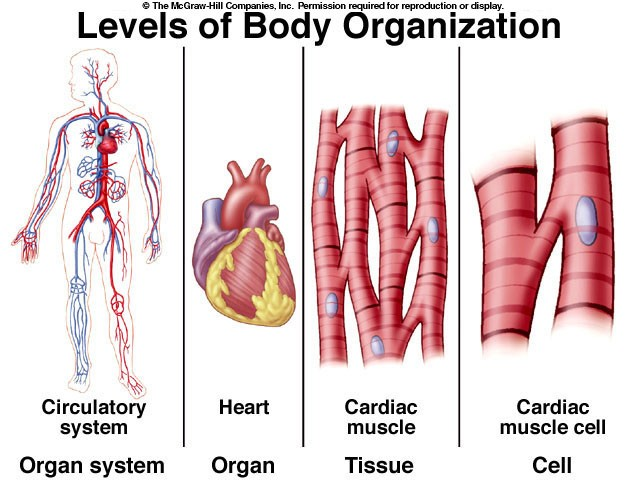 © The McGraw-Hill Companies, Inc. Permission required for reproduction or display.
Levels of Body Organization
Circulatory
system
Heart
Cardiac
muscle
Cardiac
muscle cell
Organ system
Organ
Tissue
Cell